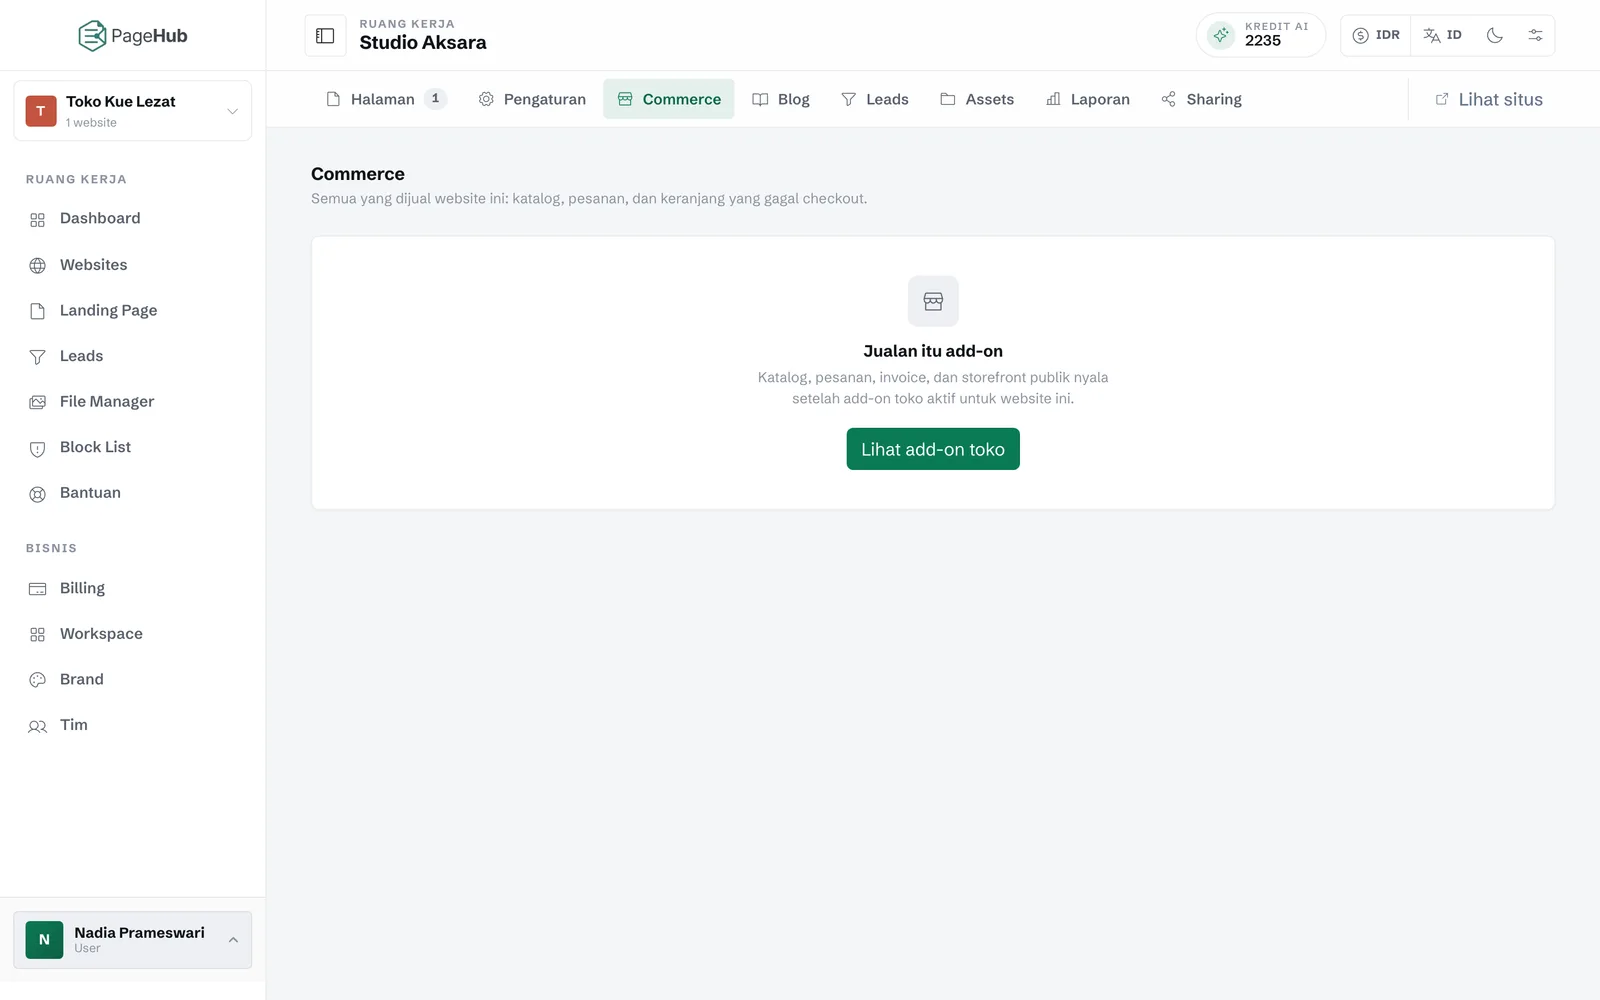 PageHub
RUANG KERJA
Studio Aksara
KREDIT AI
2235
IDR
ID
Toko Kue Lezat
1 website
T
Halaman 1
Pengaturan
Commerce
Blog
Leads
Assets
Laporan
Sharing
Lihat situs
RUANG KERJA
Dashboard
Websites
Landing Page
Leads
File Manager
Block List
Bantuan
BISNIS
Billing
Workspace
Brand
Tim
Commerce
Semua yang dijual website ini: katalog, pesanan, dan keranjang yang gagal checkout.
Jualan itu add-on
Katalog, pesanan, invoice, dan storefront publik nyala
setelah add-on toko aktif untuk website ini.
Lihat add-on toko
N
Nadia Prameswari
User